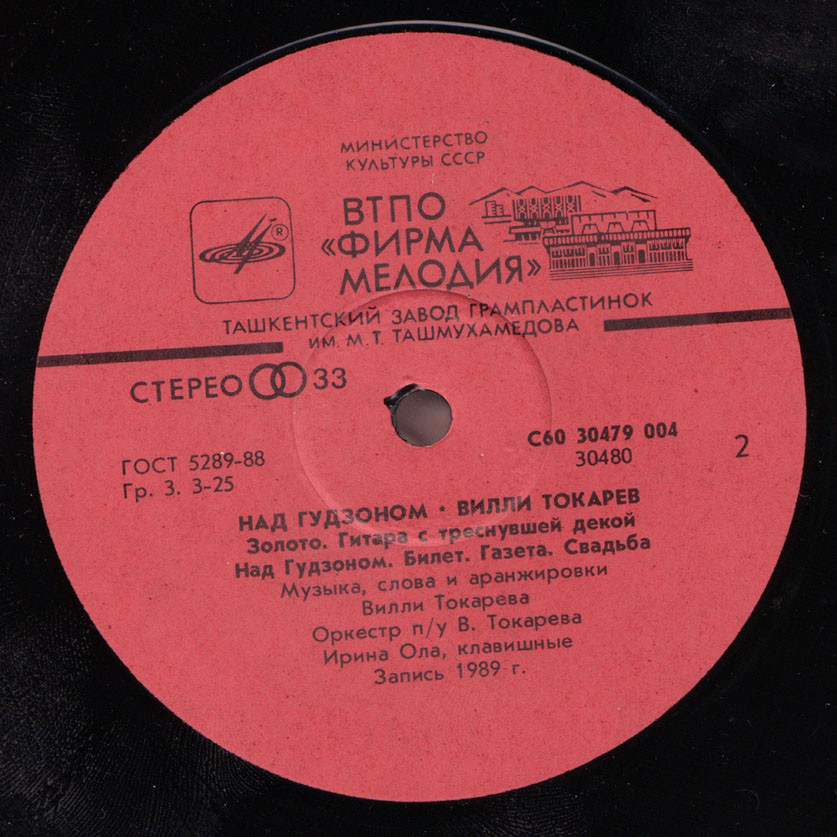 МИНИСТЕРСТВО
КУЛЬТУРЫ СССР
ВТПО
«ФИРМА
МЕЛОДИЯ»
®
ТАШКЕНТСКИЙ ЗАВОД ГРАМПЛАСТИНОК
ИМ. М. Т. ТАШМУХАМЕДОВА
СТЕРЕО 33
ГОСТ 5289-88
Гр. 3. 3-25
С60 30479 004
30480
2
НАД ГУДЗОНОМ • ВИЛЛИ ТОКАРЕВ
Золото. Гитара с треснувшей декой
Над Гудзоном. Билет. Газета. Свадьба
Музыка, слова и аранжировки
Вилли Токарева
Оркестр п/у В. Токарева
Ирина Ола, клавишные
Запись 1989 г.